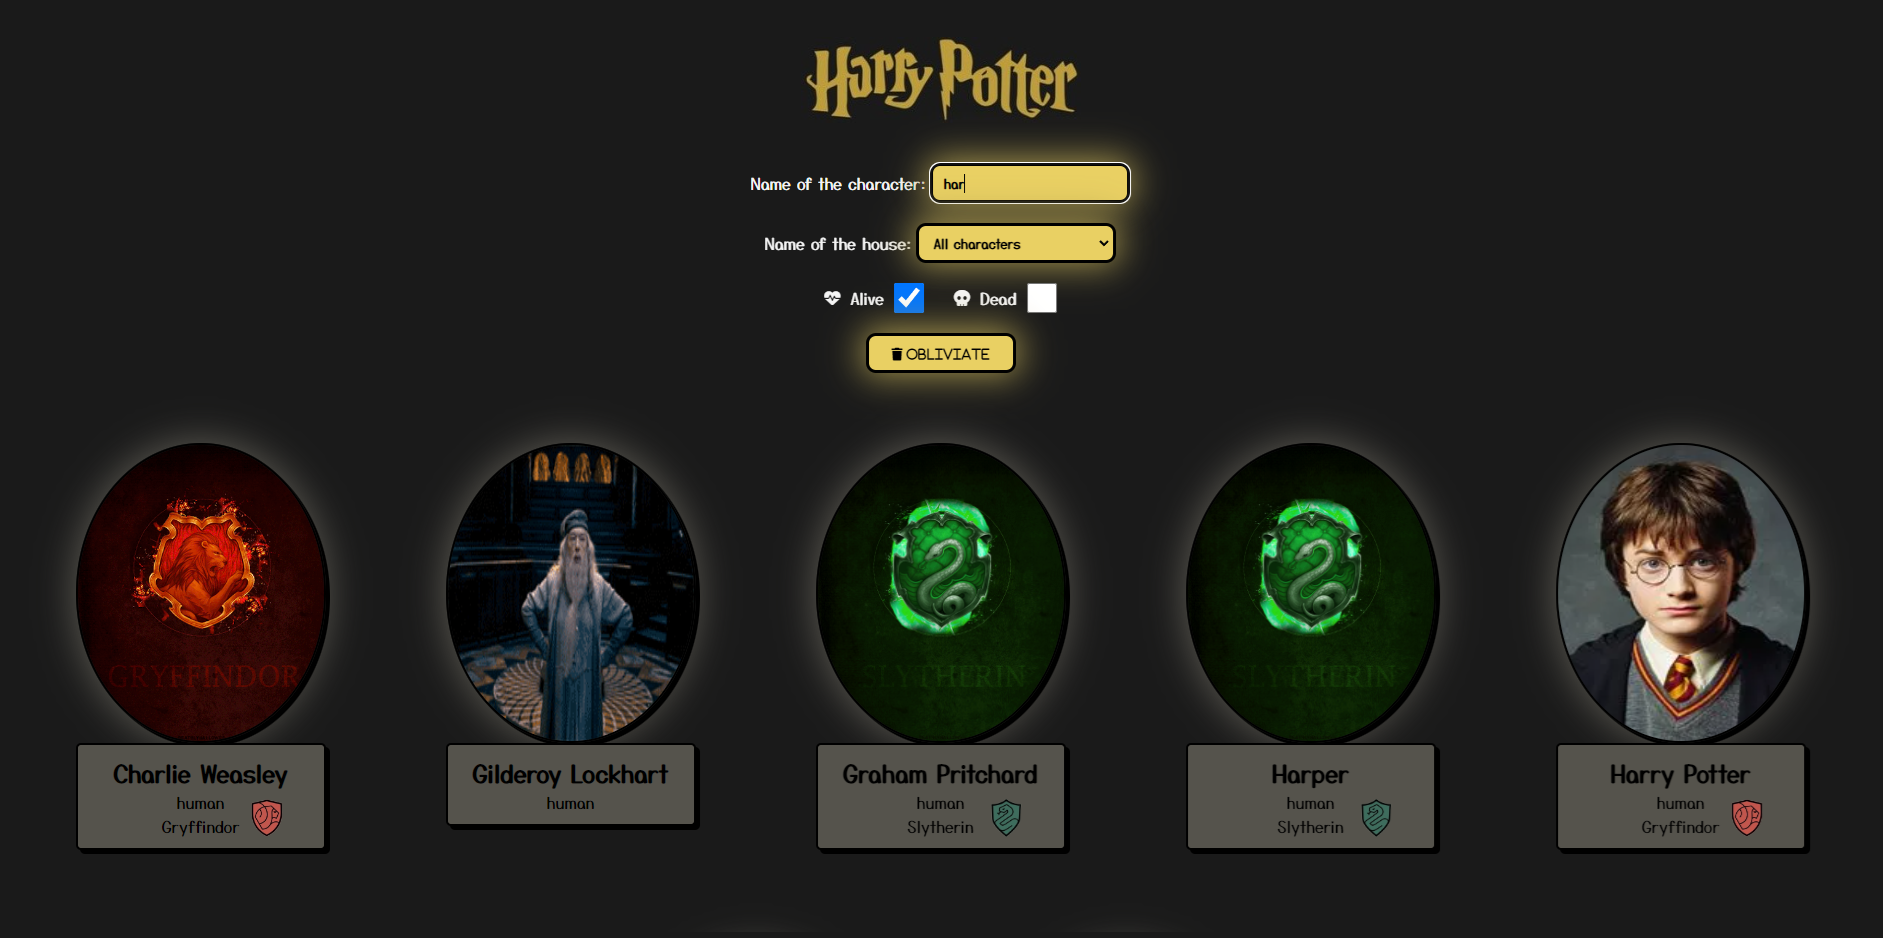 Harry Potter
Name of the character: har
Name of the house: All characters
Alive Dead
OBLIVIATE
GRYFFINDOR
SLYTHERIN
SLYTHERIN
Charlie Weasley
human
Gryffindor
Gilderoy Lockhart
human
Graham Pritchard
human
Slytherin
Harper
human
Slytherin
Harry Potter
human
Gryffindor